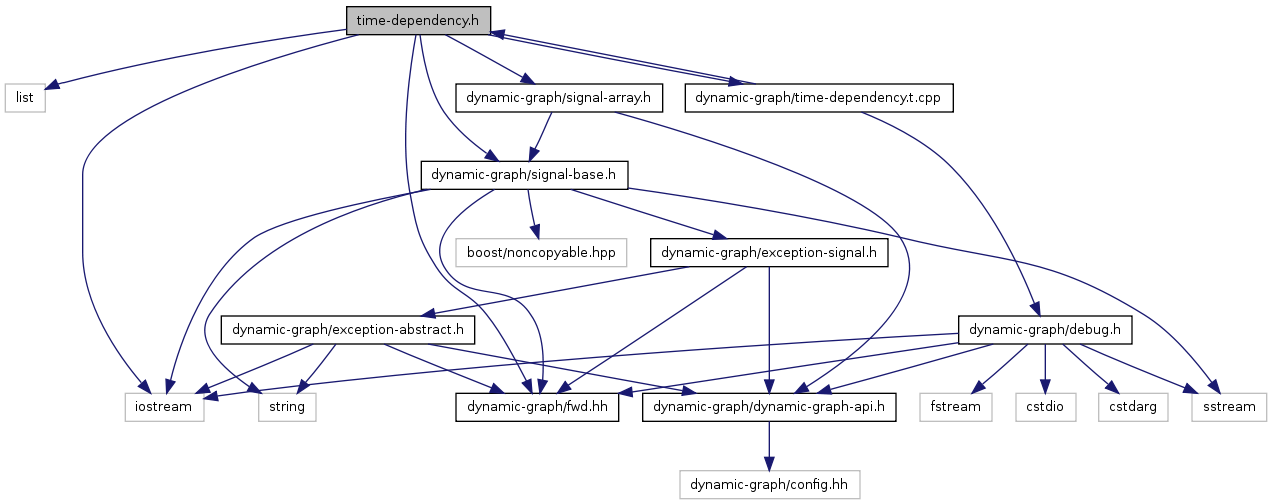 time-dependency.h
list
dynamic-graph/signal-array.h
dynamic-graph/time-dependency.t.cpp
dynamic-graph/signal-base.h
boost/noncopyable.hpp
dynamic-graph/exception-signal.h
dynamic-graph/exception-abstract.h
dynamic-graph/debug.h
iostream
string
dynamic-graph/fwd.hh
dynamic-graph/dynamic-graph-api.h
fstream
cstdio
cstdarg
sstream
dynamic-graph/config.hh